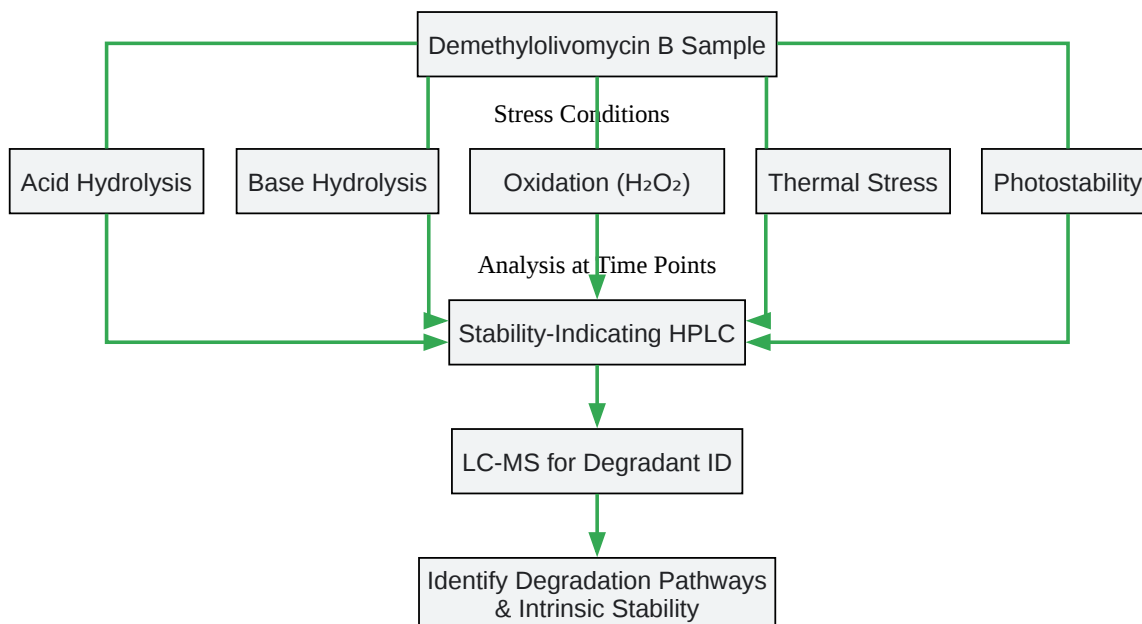 Demethylolivomycin B Sample
Stress Conditions
Acid Hydrolysis
Base Hydrolysis
Oxidation (H₂O₂)
Thermal Stress
Photostability
Analysis at Time Points
Stability-Indicating HPLC
LC-MS for Degradant ID
Identify Degradation Pathways
& Intrinsic Stability